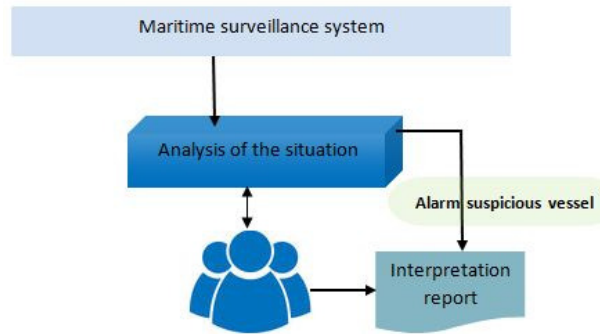 Maritime surveillance system
Analysis of the situation
Alarm suspicious vessel
Interpretation
report